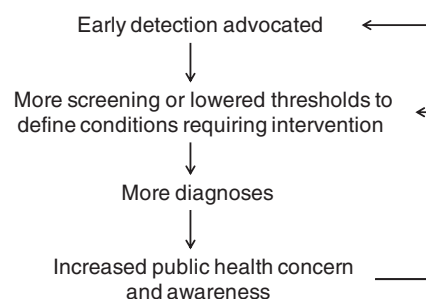 Early detection advocated
More screening or lowered thresholds to
define conditions requiring intervention
More diagnoses
Increased public health concern
and awareness